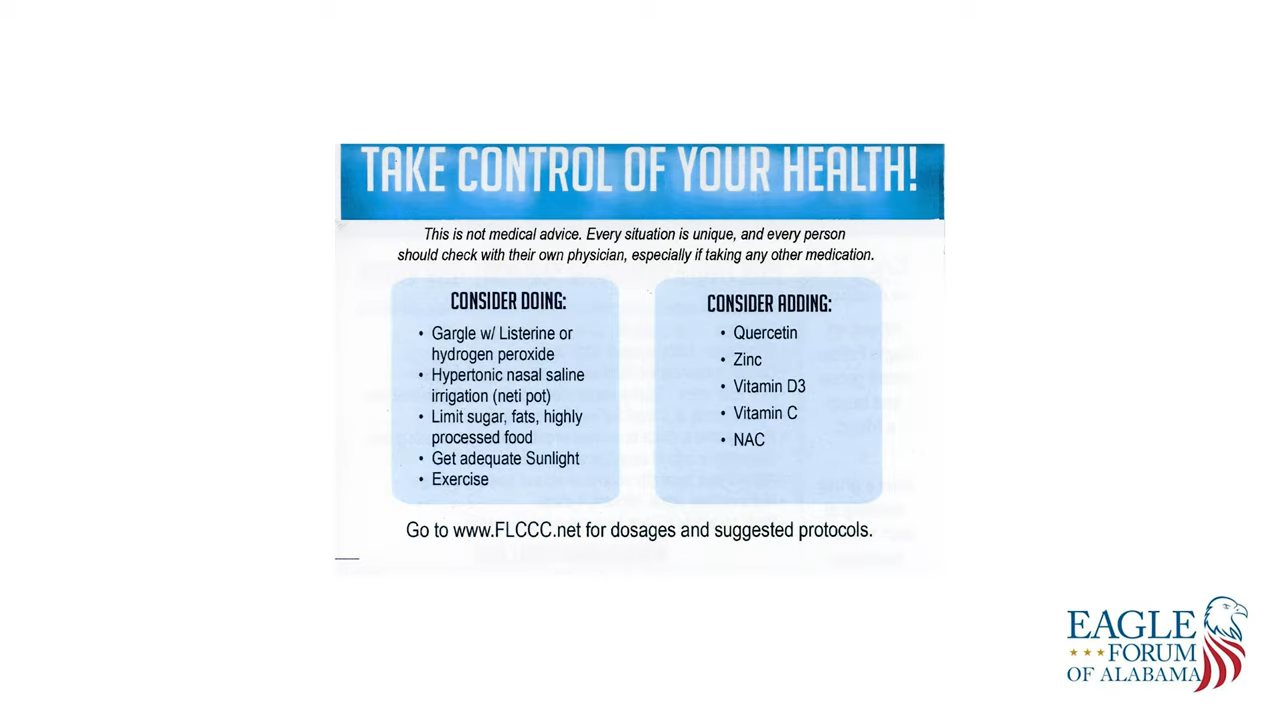 TAKE CONTROL OF YOUR HEALTH!
This is not medical advice. Every situation is unique, and every person
should check with their own physician, especially if taking any other medication.
CONSIDER DOING:
• Gargle w/ Listerine or
hydrogen peroxide
• Hypertonic nasal saline
irrigation (neti pot)
• Limit sugar, fats, highly
processed food
• Get adequate Sunlight
• Exercise
CONSIDER ADDING:
• Quercetin
• Zinc
• Vitamin D3
• Vitamin C
• NAC
Go to www.FLCCC.net for dosages and suggested protocols.
EAGLE
FORUM
OF ALABAMA